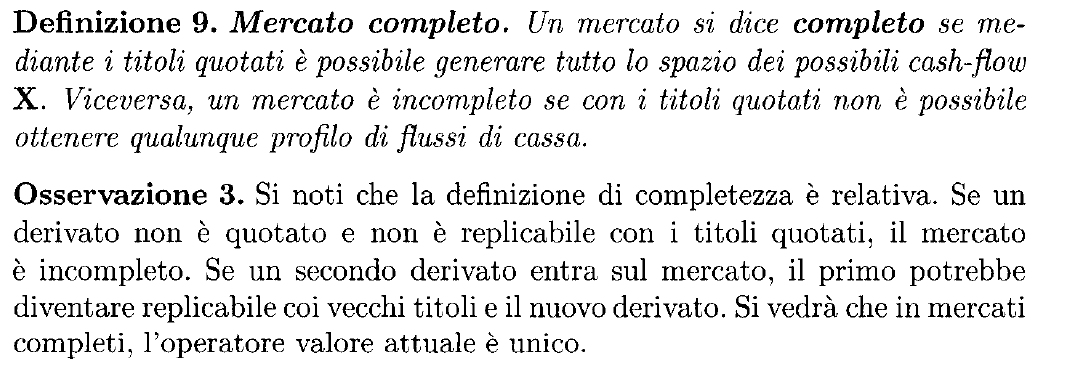 Definizione 9. Mercato completo. Un mercato si dice completo se me-
diante i titoli quotati è possibile generare tutto lo spazio dei possibili cash-flow
X. Viceversa, un mercato è incompleto se con i titoli quotati non è possibile
ottenere qualunque profilo di flussi di cassa.
Osservazione 3. Si noti che la definizione di completezza è relativa. Se un
derivato non è quotato e non è replicabile con i titoli quotati, il mercato
è incompleto. Se un secondo derivato entra sul mercato, il primo potrebbe
diventare replicabile coi vecchi titoli e il nuovo derivato. Si vedrà che in mercati
completi, l'operatore valore attuale è unico.